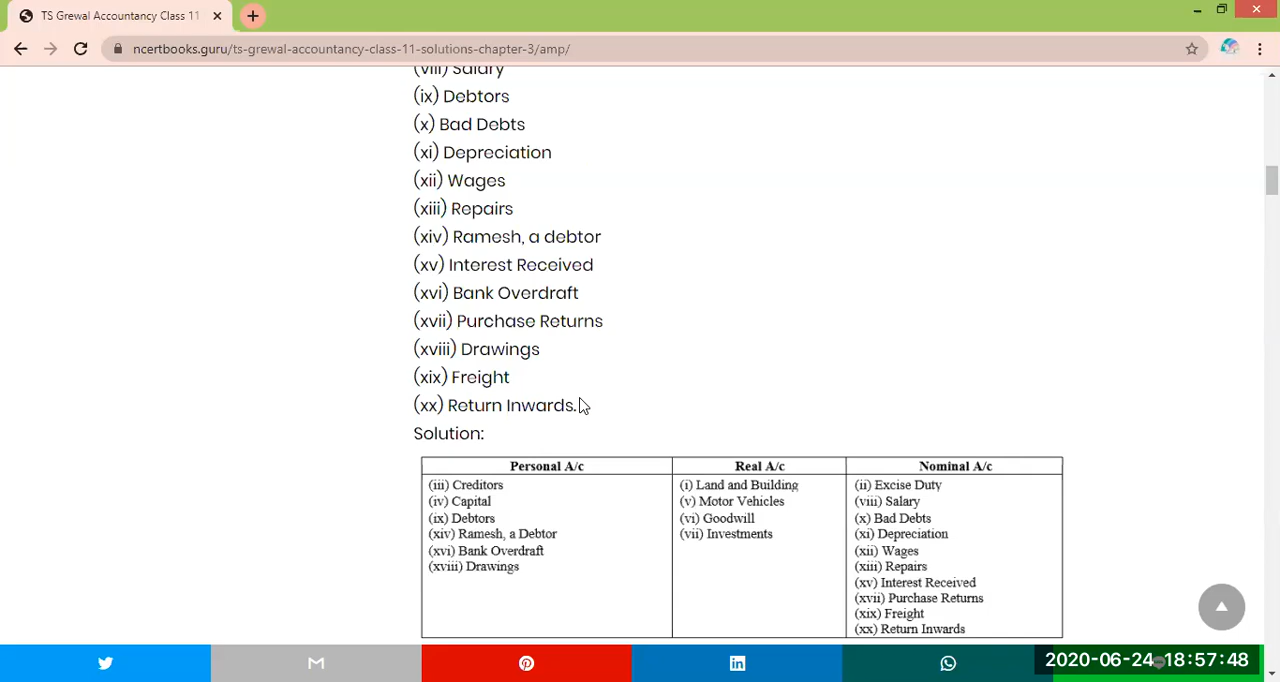 TS Grewal Accountancy Class 11
ncertbooks.guru/ts-grewal-accountancy-class-11-solutions-chapter-3/amp/
(viii) Salary
(ix) Debtors
(x) Bad Debts
(xi) Depreciation
(xii) Wages
(xiii) Repairs
(xiv) Ramesh, a debtor
(xv) Interest Received
(xvi) Bank Overdraft
(xvii) Purchase Returns
(xviii) Drawings
(xix) Freight
(xx) Return Inwards.
Solution:
Personal A/c Real A/c Nominal A/c
(iii) Creditors (i) Land and Building (ii) Excise Duty
(iv) Capital (v) Motor Vehicles (viii) Salary
(ix) Debtors (vi) Goodwill (x) Bad Debts
(xiv) Ramesh, a Debtor (vii) Investments (xi) Depreciation
(xvi) Bank Overdraft (xii) Wages
(xviii) Drawings (xiii) Repairs
(xv) Interest Received
(xvii) Purchase Returns
(xix) Freight
(xx) Return Inwards
2020-06-24 18:57:48